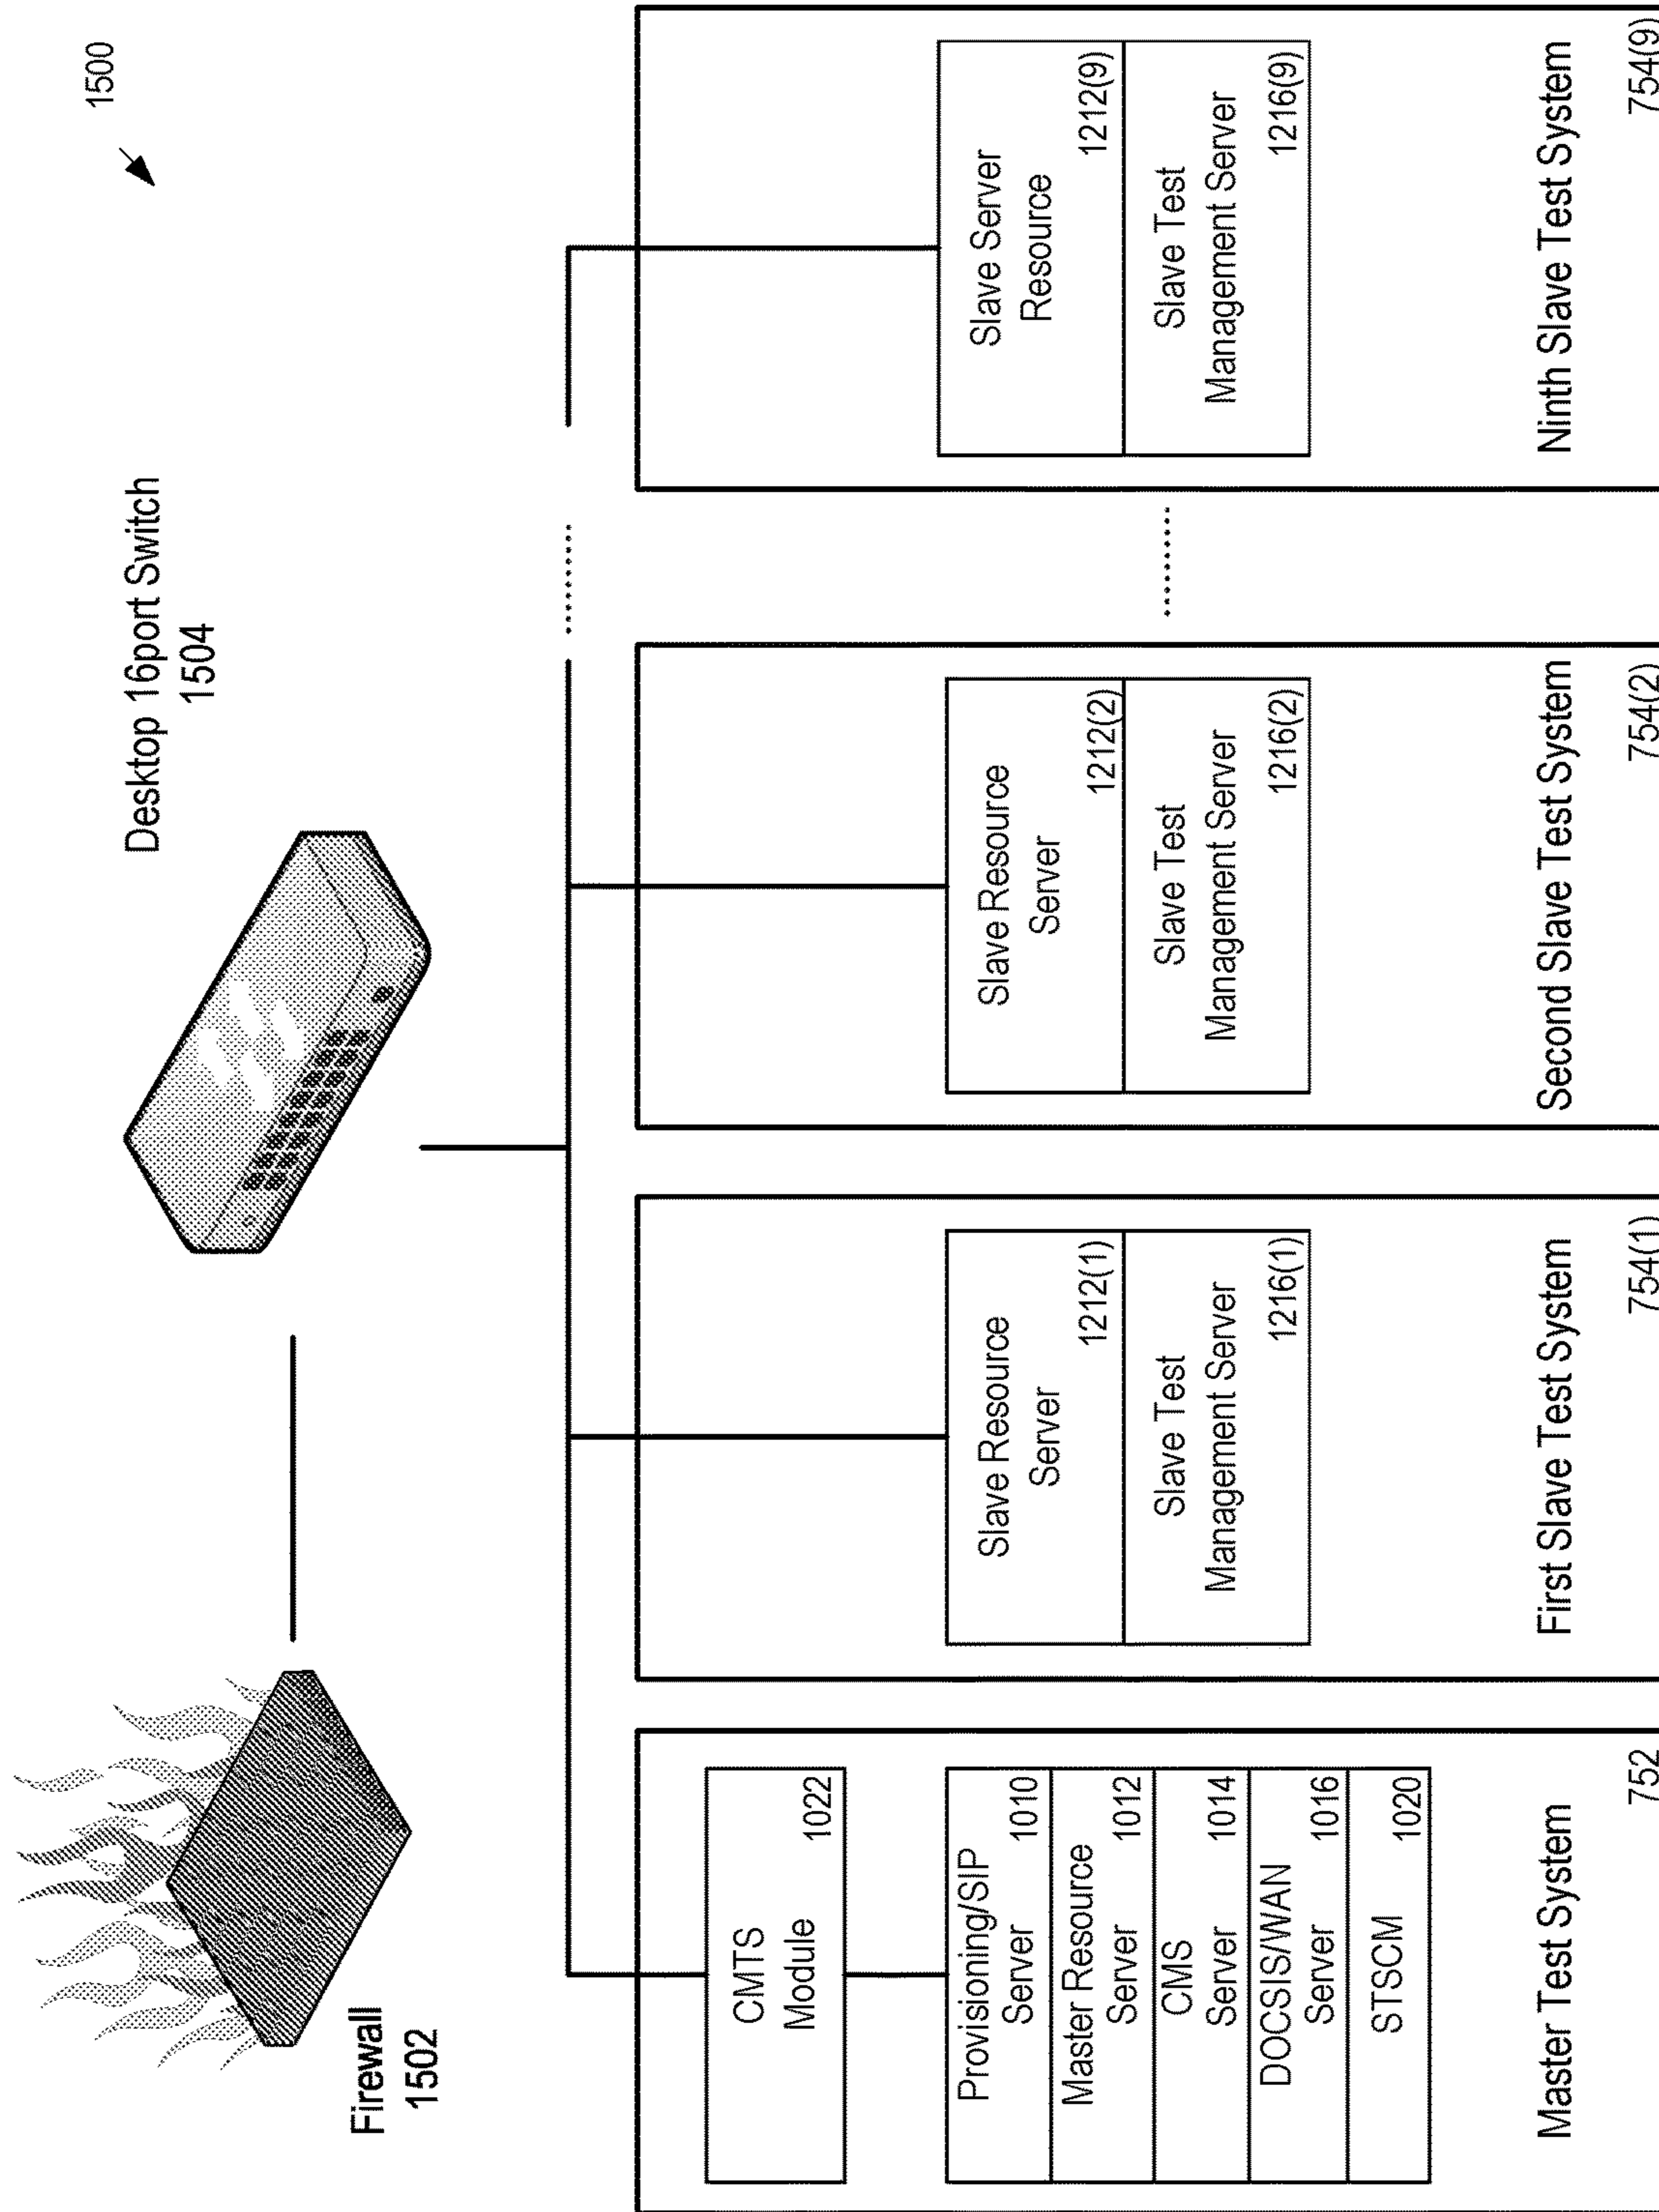 1500
Desktop 16port Switch
1504
Firewall
1502
CMTS
Module
1022
Provisioning/SIP
Server
1010
Master Resource
Server
1012
CMS
Server
1014
DOCSIS/WAN
Server
1016
STSCM
1020
Master Test System
752
Slave Resource
Server
1212(1)
Slave Test
Management Server
1216(1)
First Slave Test System
754(1)
Slave Resource
Server
1212(2)
Slave Test
Management Server
1216(2)
Second Slave Test System
754(2)
Slave Server
Resource
1212(9)
Slave Test
Management Server
1216(9)
Ninth Slave Test System
754(9)